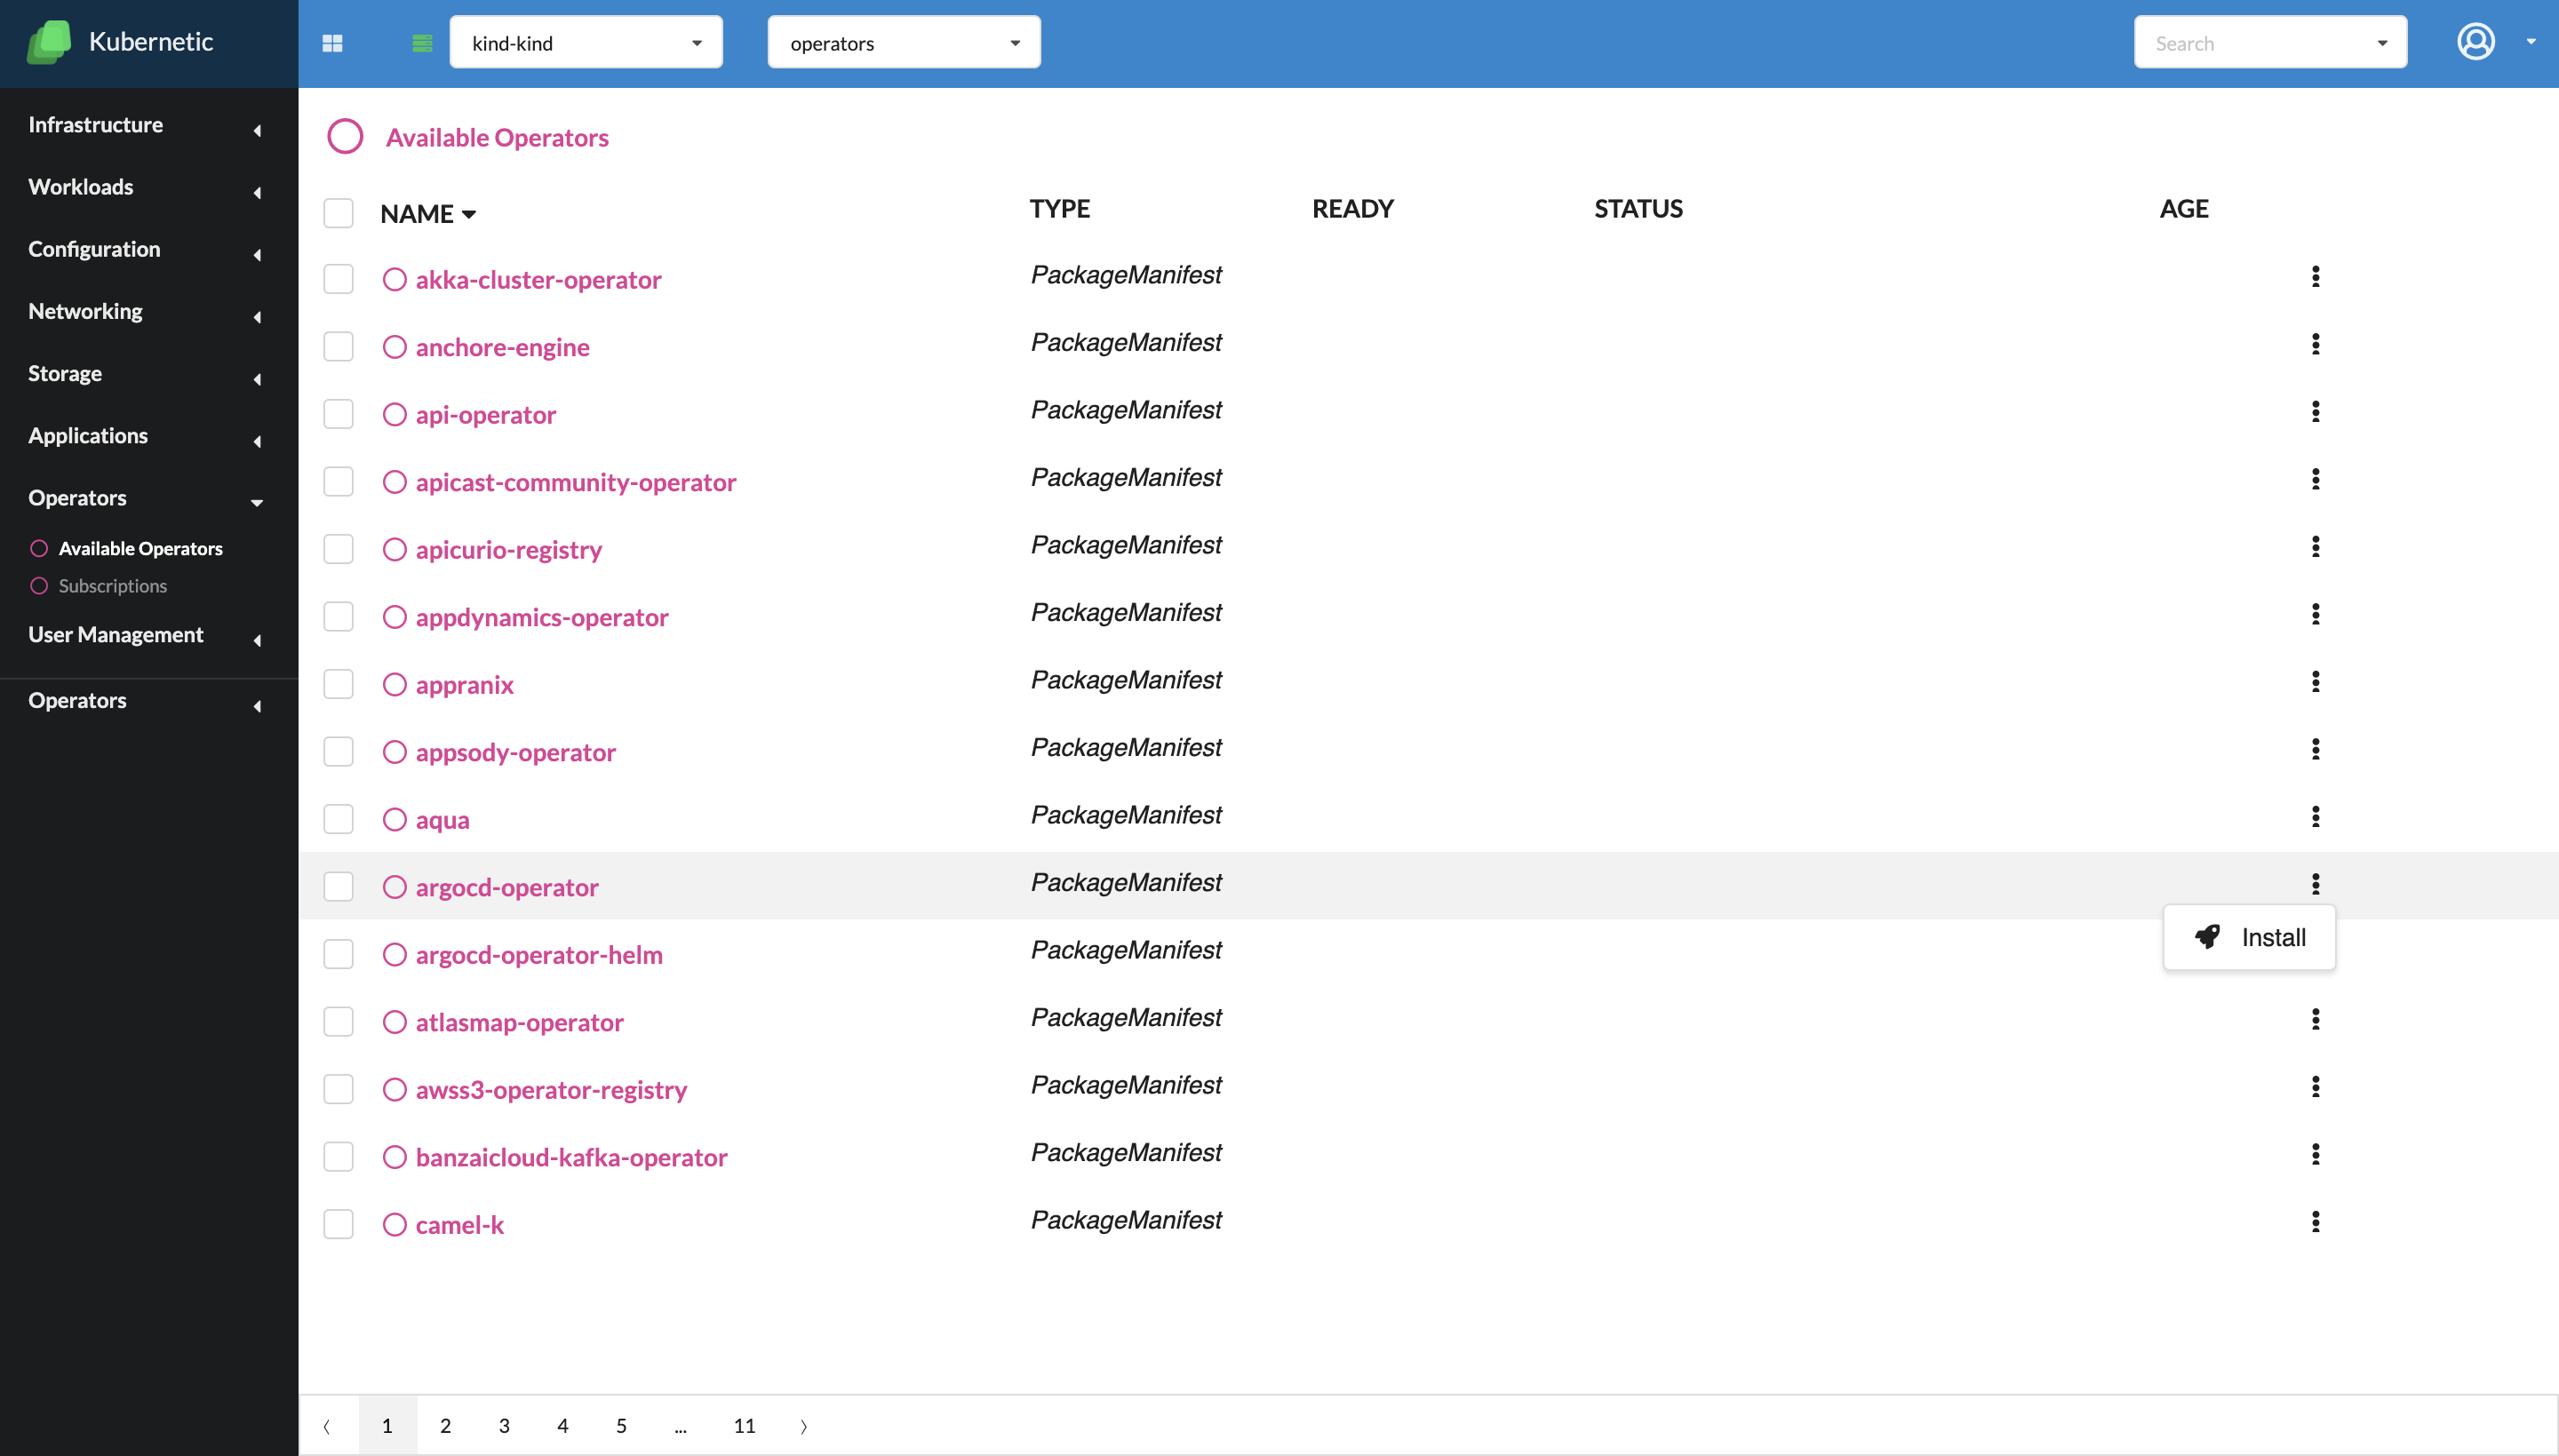 Kubernetic
kind-kind
operators
Search
Infrastructure
Workloads
Configuration
Networking
Storage
Applications
Operators
Available Operators
Subscriptions
User Management
Operators
Available Operators
NAME TYPE READY STATUS AGE
akka-cluster-operator PackageManifest
anchore-engine PackageManifest
api-operator PackageManifest
apicast-community-operator PackageManifest
apicurio-registry PackageManifest
appdynamics-operator PackageManifest
appranix PackageManifest
appsody-operator PackageManifest
aqua PackageManifest
argocd-operator PackageManifest
Install
argocd-operator-helm PackageManifest
atlasmap-operator PackageManifest
awss3-operator-registry PackageManifest
banzaicloud-kafka-operator PackageManifest
camel-k PackageManifest
⟨ 1 2 3 4 5 ... 11 ⟩